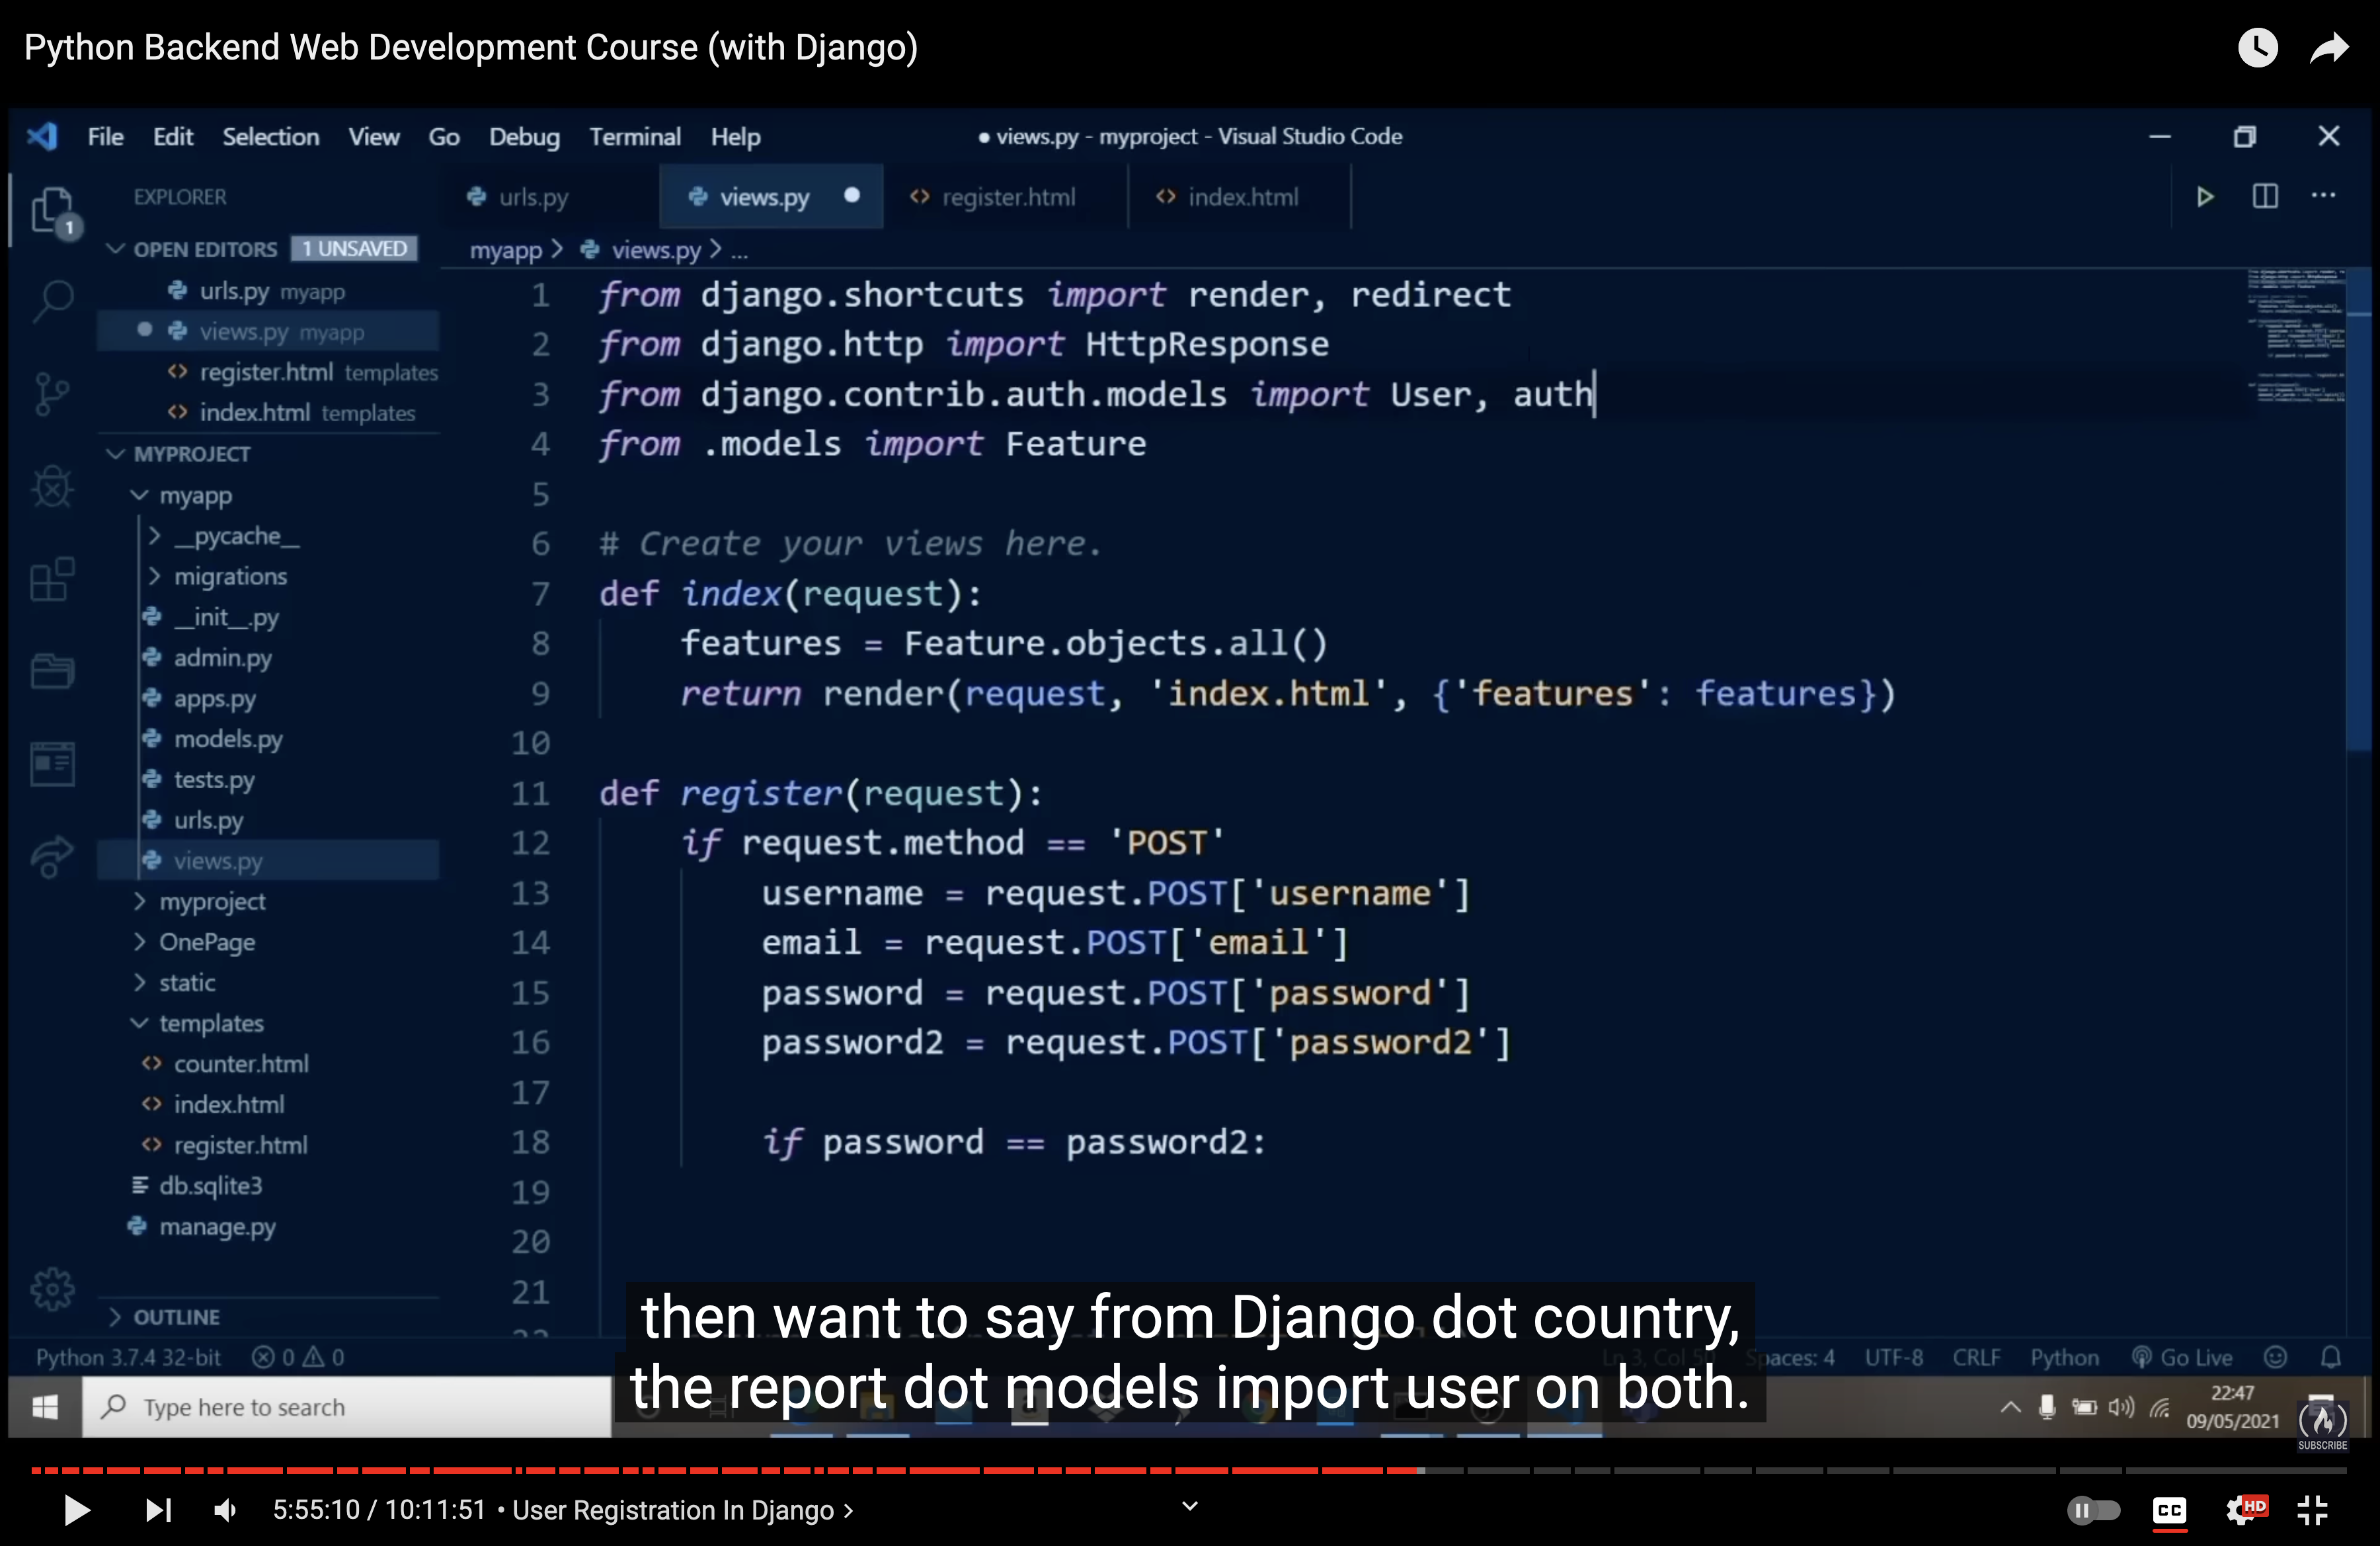 Python Backend Web Development Course (with Django)
File Edit Selection View Go Debug Terminal Help
● views.py - myproject - Visual Studio Code
EXPLORER
1
OPEN EDITORS 1 UNSAVED
urls.py myapp
views.py myapp
register.html templates
index.html templates
MYPROJECT
myapp
__pycache__
migrations
__init__.py
admin.py
apps.py
models.py
tests.py
urls.py
views.py
myproject
OnePage
static
templates
counter.html
index.html
register.html
db.sqlite3
manage.py
OUTLINE
urls.py views.py register.html index.html
myapp > views.py > ...
1 from django.shortcuts import render, redirect
2 from django.http import HttpResponse
3 from django.contrib.auth.models import User, auth
4 from .models import Feature
5
6 # Create your views here.
7 def index(request):
8 features = Feature.objects.all()
9 return render(request, 'index.html', {'features': features})
10
11 def register(request):
12 if request.method == 'POST'
13 username = request.POST['username']
14 email = request.POST['email']
15 password = request.POST['password']
16 password2 = request.POST['password2']
17
18 if password == password2:
19
20
21
then want to say from Django dot country,
the report dot models import user on both.
Python 3.7.4 32-bit 0 0
Spaces: 4 UTF-8 CRLF Python Go Live
Type here to search
22:47
09/05/2021
SUBSCRIBE
5:55:10 / 10:11:51 • User Registration In Django >
CC HD